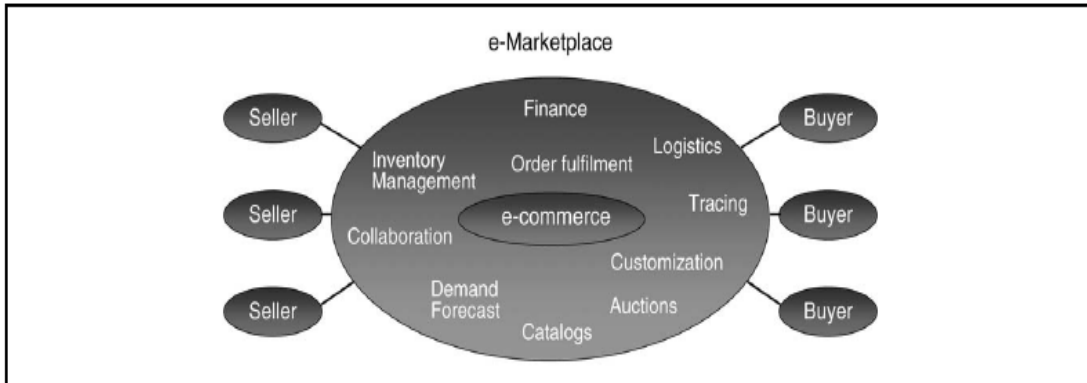 e-Marketplace
Seller
Finance
Buyer
Logistics
Inventory
Management
Order fulfilment
Seller
e-commerce
Tracing
Buyer
Collaboration
Customization
Demand
Forecast
Auctions
Seller
Catalogs
Buyer